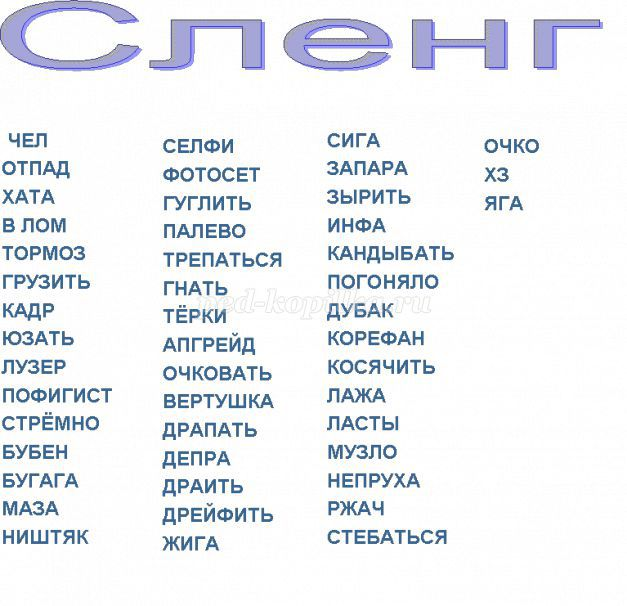 Сленг
ЧЕЛ
ОТПАД
ХАТА
В ЛОМ
ТОРМОЗ
ГРУЗИТЬ
КАДР
ЮЗАТЬ
ЛУЗЕР
ПОФИГИСТ
СТРЁМНО
БУБЕН
БУГАГА
МАЗА
НИШТЯК
СЕЛФИ
ФОТОСЕТ
ГУГЛИТЬ
ПАЛЕВО
ТРЕПАТЬСЯ
ГНАТЬ
ТЁРКИ
АПГРЕЙД
ОЧКОВАТЬ
ВЕРТУШКА
ДРАПАТЬ
ДЕПРА
ДРАИТЬ
ДРЕЙФИТЬ
ЖИГА
СИГА
ЗАПАРА
ЗЫРИТЬ
ИНФА
КАНДЫБАТЬ
ПОГОНЯЛО
ДУБАК
КОРЕФАН
КОСЯЧИТЬ
ЛАЖА
ЛАСТЫ
МУЗЛО
НЕПРУХА
РЖАЧ
СТЕБАТЬСЯ
ОЧКО
ХЗ
ЯГА
ped-kopilka.ru